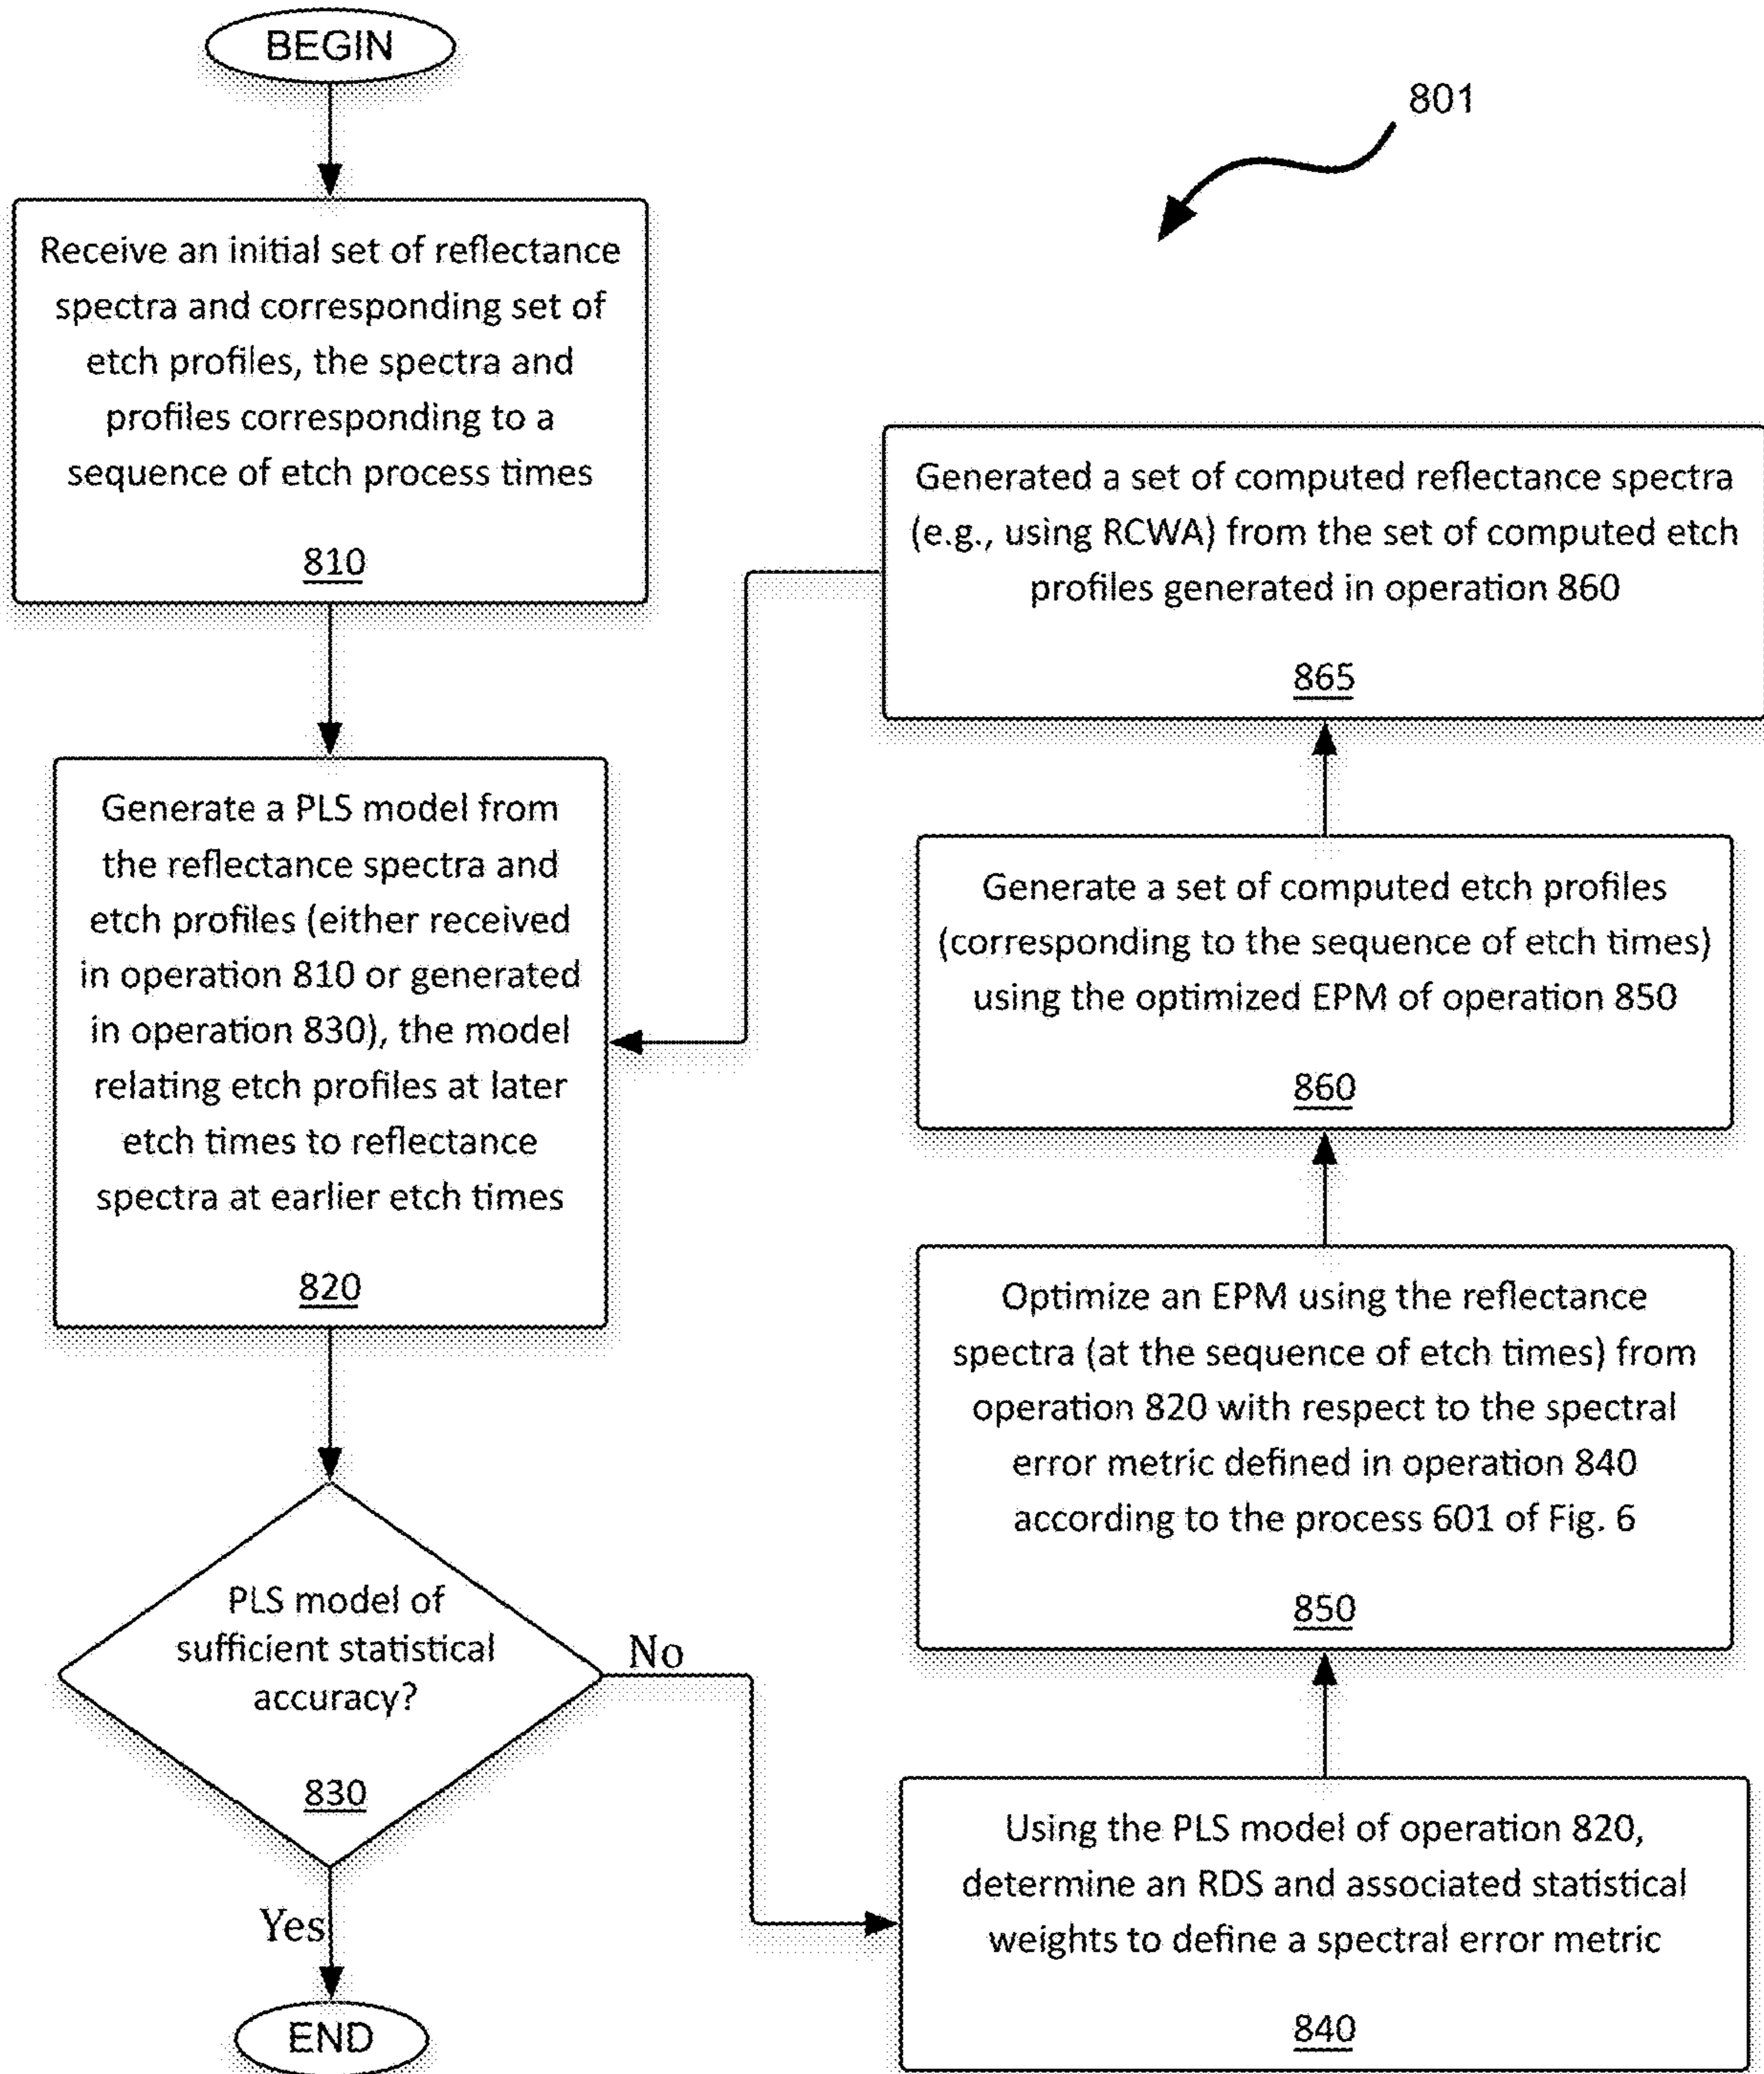 BEGIN
801
Receive an initial set of reflectance
spectra and corresponding set of
etch profiles, the spectra and
profiles corresponding to a
sequence of etch process times
810
Generate a PLS model from
the reflectance spectra and
etch profiles (either received
in operation 810 or generated
in operation 830), the model
relating etch profiles at later
etch times to reflectance
spectra at earlier etch times
820
PLS model of
sufficient statistical
accuracy?
830
No
Yes
END
Using the PLS model of operation 820,
determine an RDS and associated statistical
weights to define a spectral error metric
840
Optimize an EPM using the reflectance
spectra (at the sequence of etch times) from
operation 820 with respect to the spectral
error metric defined in operation 840
according to the process 601 of Fig. 6
850
Generate a set of computed etch profiles
(corresponding to the sequence of etch times)
using the optimized EPM of operation 850
860
Generated a set of computed reflectance spectra
(e.g., using RCWA) from the set of computed etch
profiles generated in operation 860
865